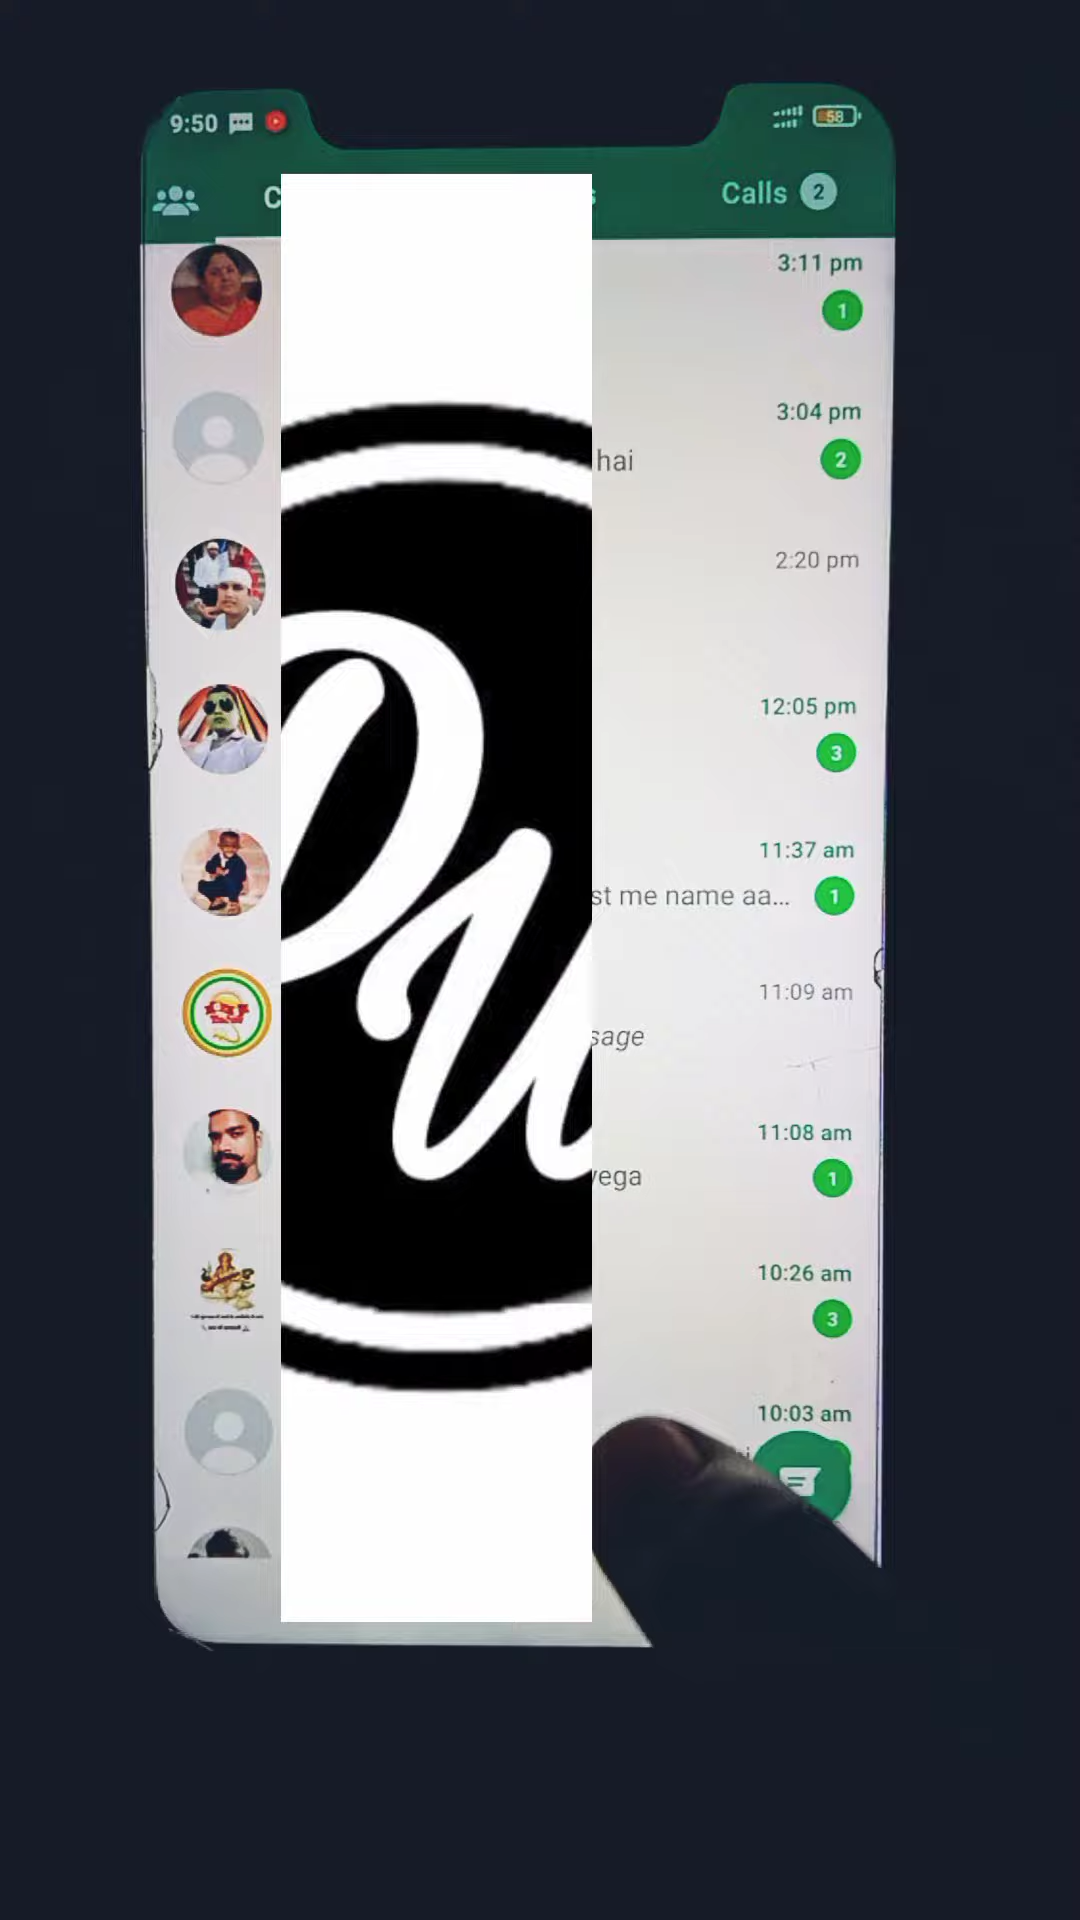 9:50
58
Calls 2
3:11 pm
1
3:04 pm
hai
2
2:20 pm
12:05 pm
3
11:37 am
st me name aa...
1
11:09 am
sage
11:08 am
ega
1
10:26 am
3
10:03 am